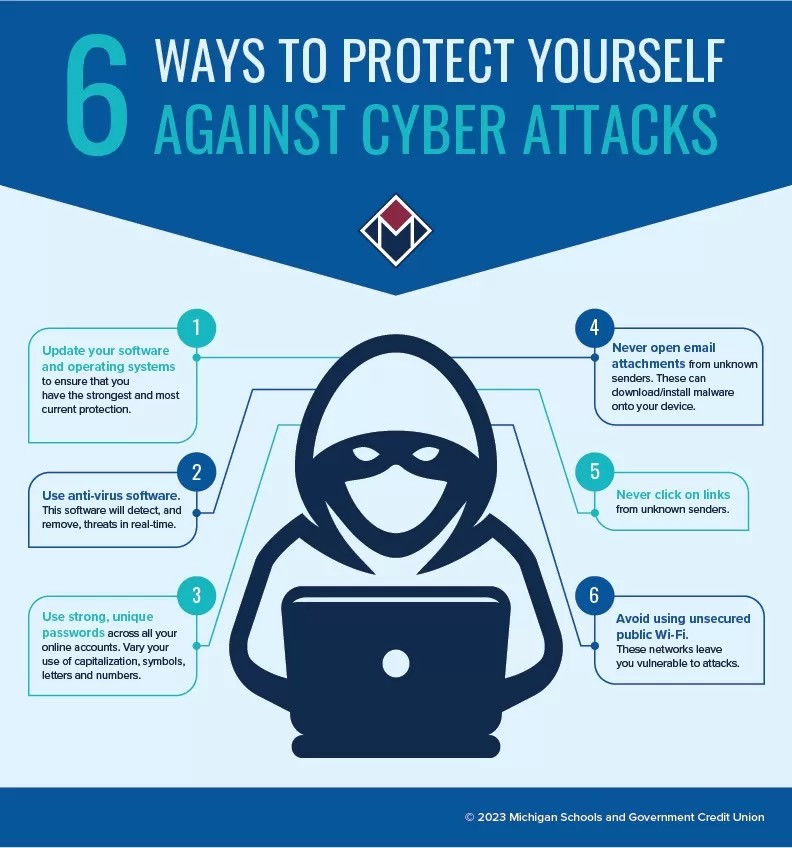 6
WAYS TO PROTECT YOURSELF
AGAINST CYBER ATTACKS
1
Update your software
and operating systems
to ensure that you
have the strongest and most
current protection.
2
Use anti-virus software.
This software will detect, and
remove, threats in real-time.
3
Use strong, unique
passwords across all your
online accounts. Vary your
use of capitalization, symbols,
letters and numbers.
4
Never open email
attachments from unknown
senders. These can
download/install malware
onto your device.
5
Never click on links
from unknown senders.
6
Avoid using unsecured
public Wi-Fi.
These networks leave
you vulnerable to attacks.
© 2023 Michigan Schools and Government Credit Union